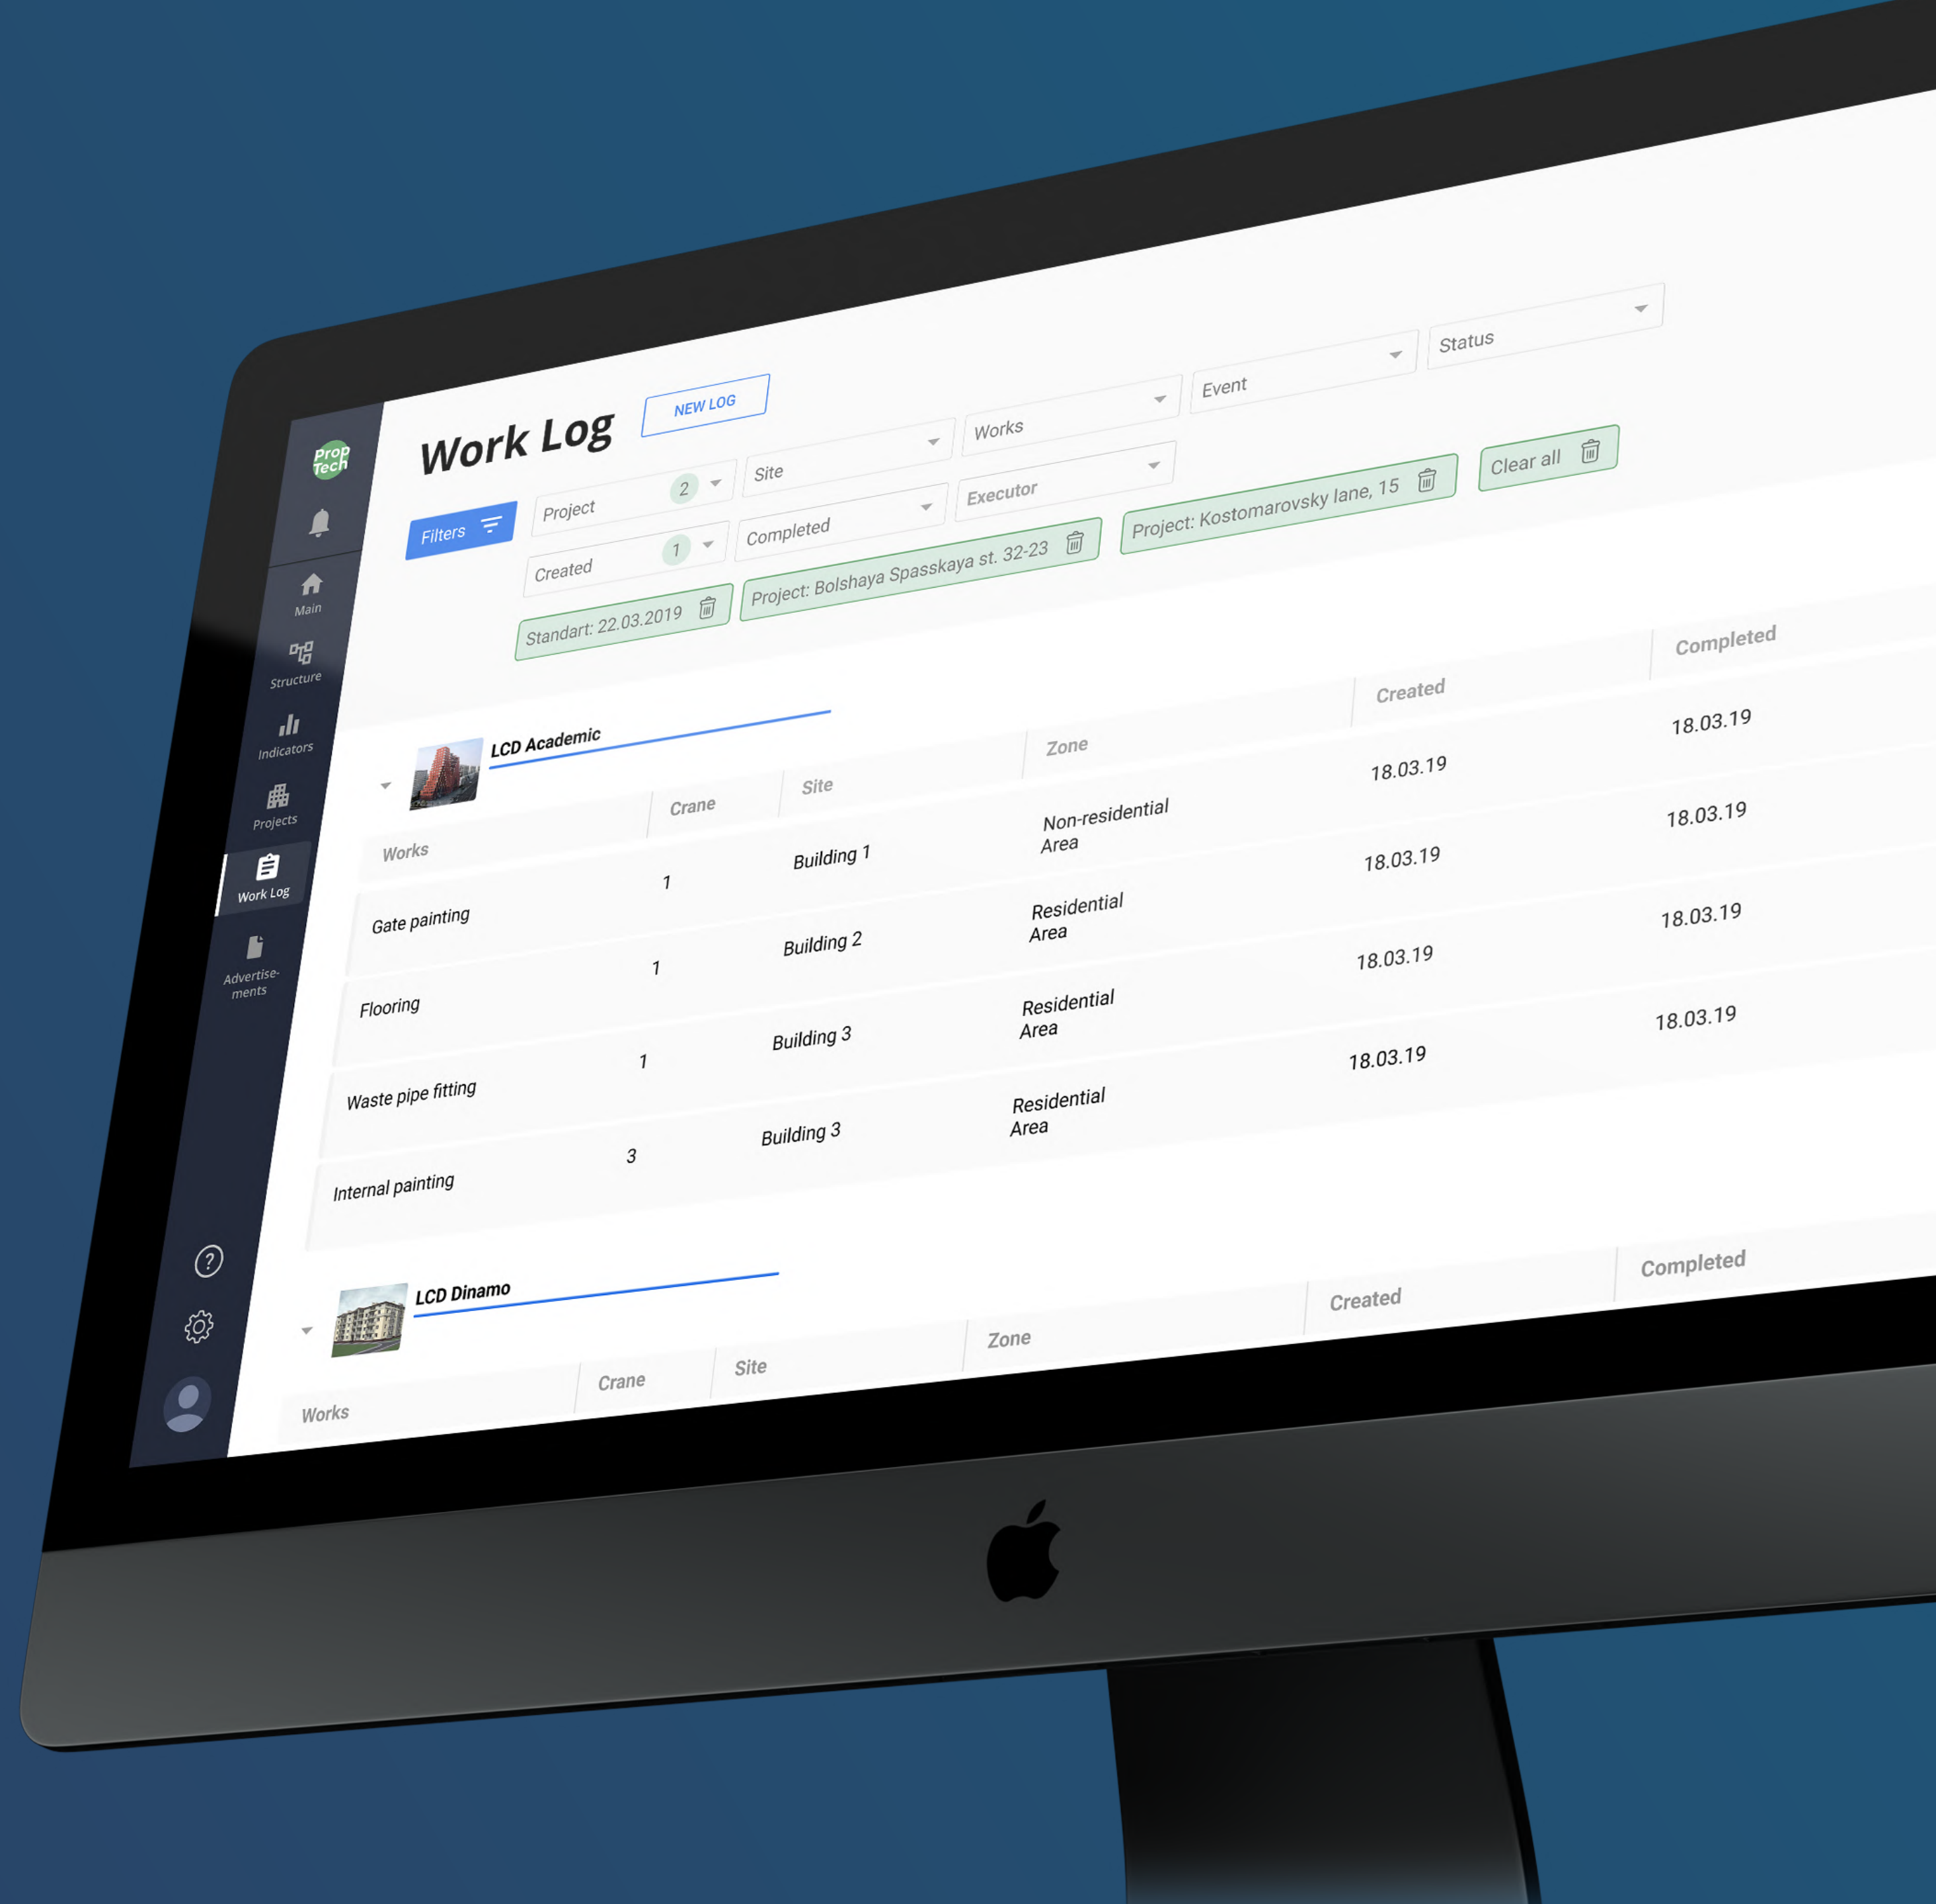 Prop
Tech
Main
Structure
Indicators
Projects
Work Log
Advertise-
ments
?
Work Log
NEW LOG
Filters
Project 2
Site
Works
Event
Status
Created 1
Completed
Executor
Standart: 22.03.2019
Project: Bolshaya Spasskaya st. 32-23
Project: Kostomarovsky lane, 15
Clear all
LCD Academic
Works Crane Site Zone Created Completed
Gate painting 1 Building 1 Non-residential
Area 18.03.19 18.03.19
Flooring 1 Building 2 Residential
Area 18.03.19 18.03.19
Waste pipe fitting 1 Building 3 Residential
Area 18.03.19 18.03.19
Internal painting 3 Building 3 Residential
Area 18.03.19 18.03.19
LCD Dinamo
Works Crane Site Zone Created Completed